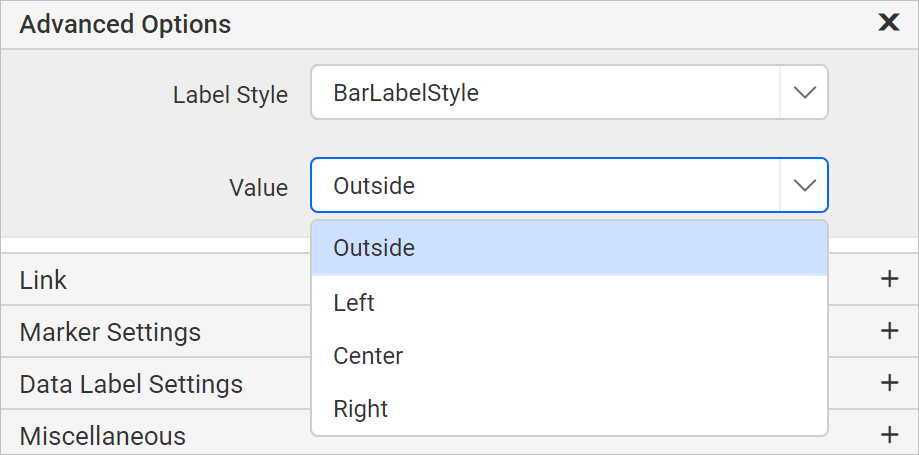 Advanced Options
Label Style BarLabelStyle
Value Outside
Outside
Link
Left
Marker Settings
Center
Data Label Settings
Right
Miscellaneous